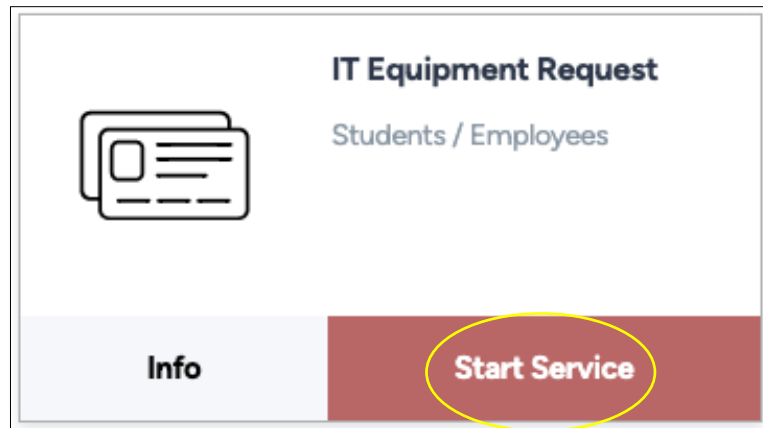 IT Equipment Request
Students / Employees
Info
Start Service